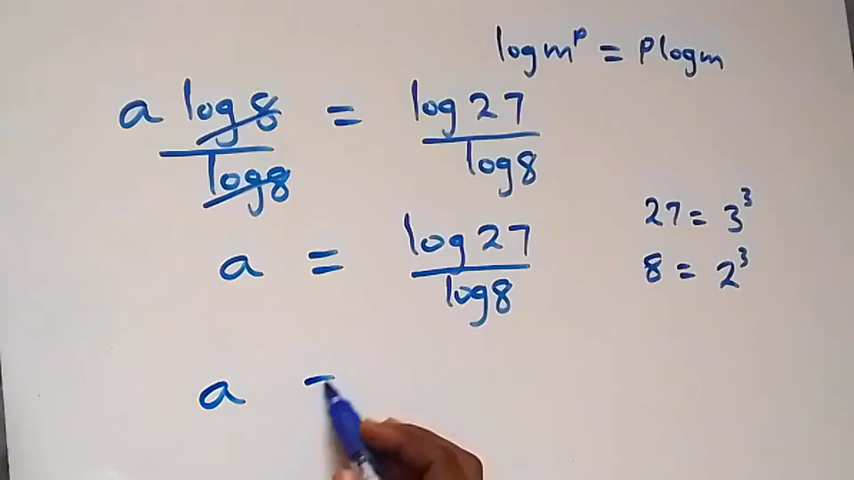 log m^p = p log m
a log 8 / log 8 = log 27 / log 8
27 = 3^3
a = log 27 / log 8
8 = 2^3
a =